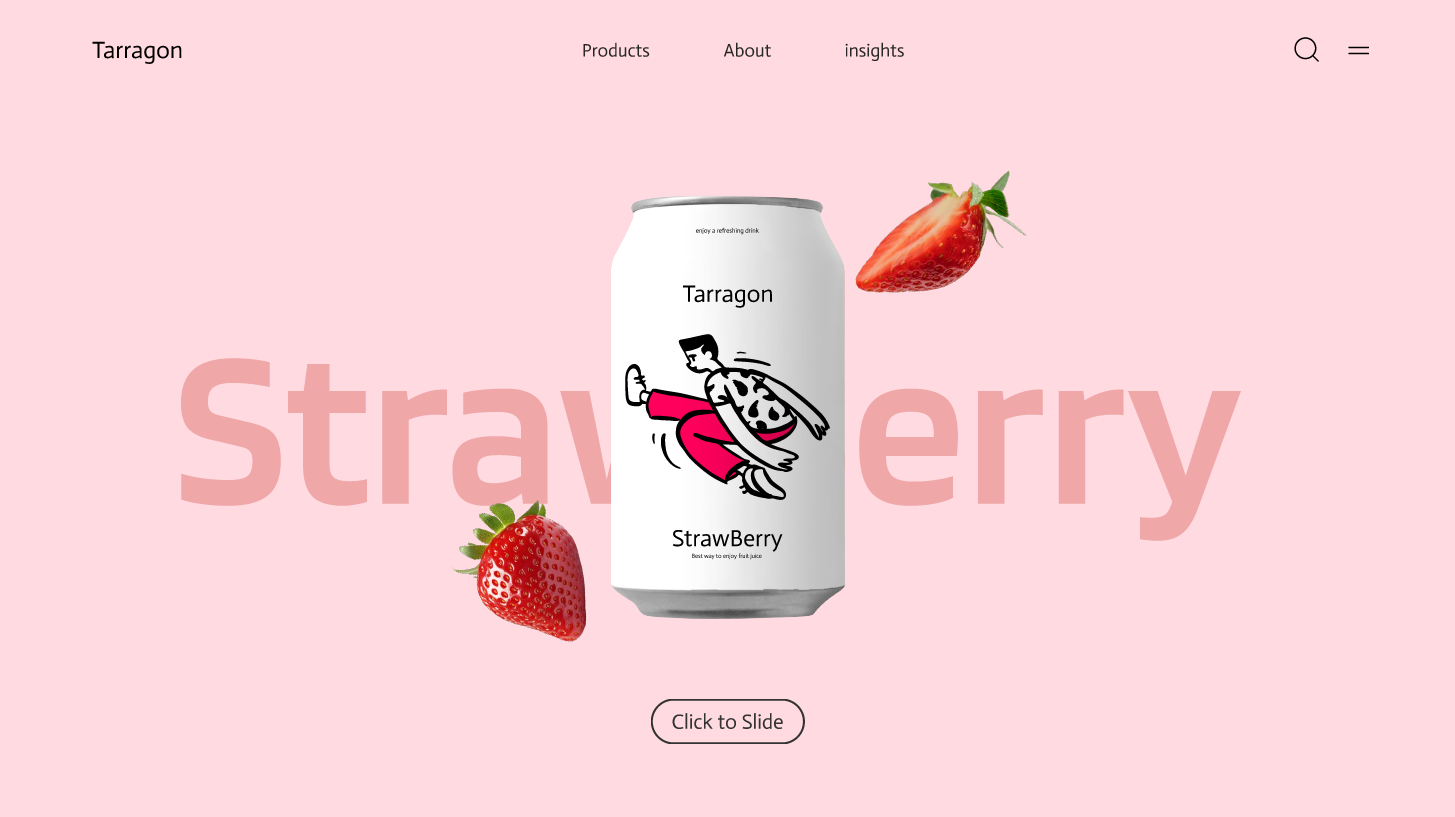 Tarragon
Products About insights
enjoy a refreshing drink
Tarragon
Straw erry
StrawBerry
Best way to enjoy fruit juice
Click to Slide